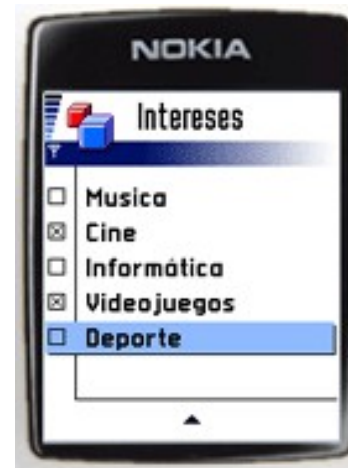 NOKIA
Intereses
Musica
Cine
Informática
Videojuegos
Deporte